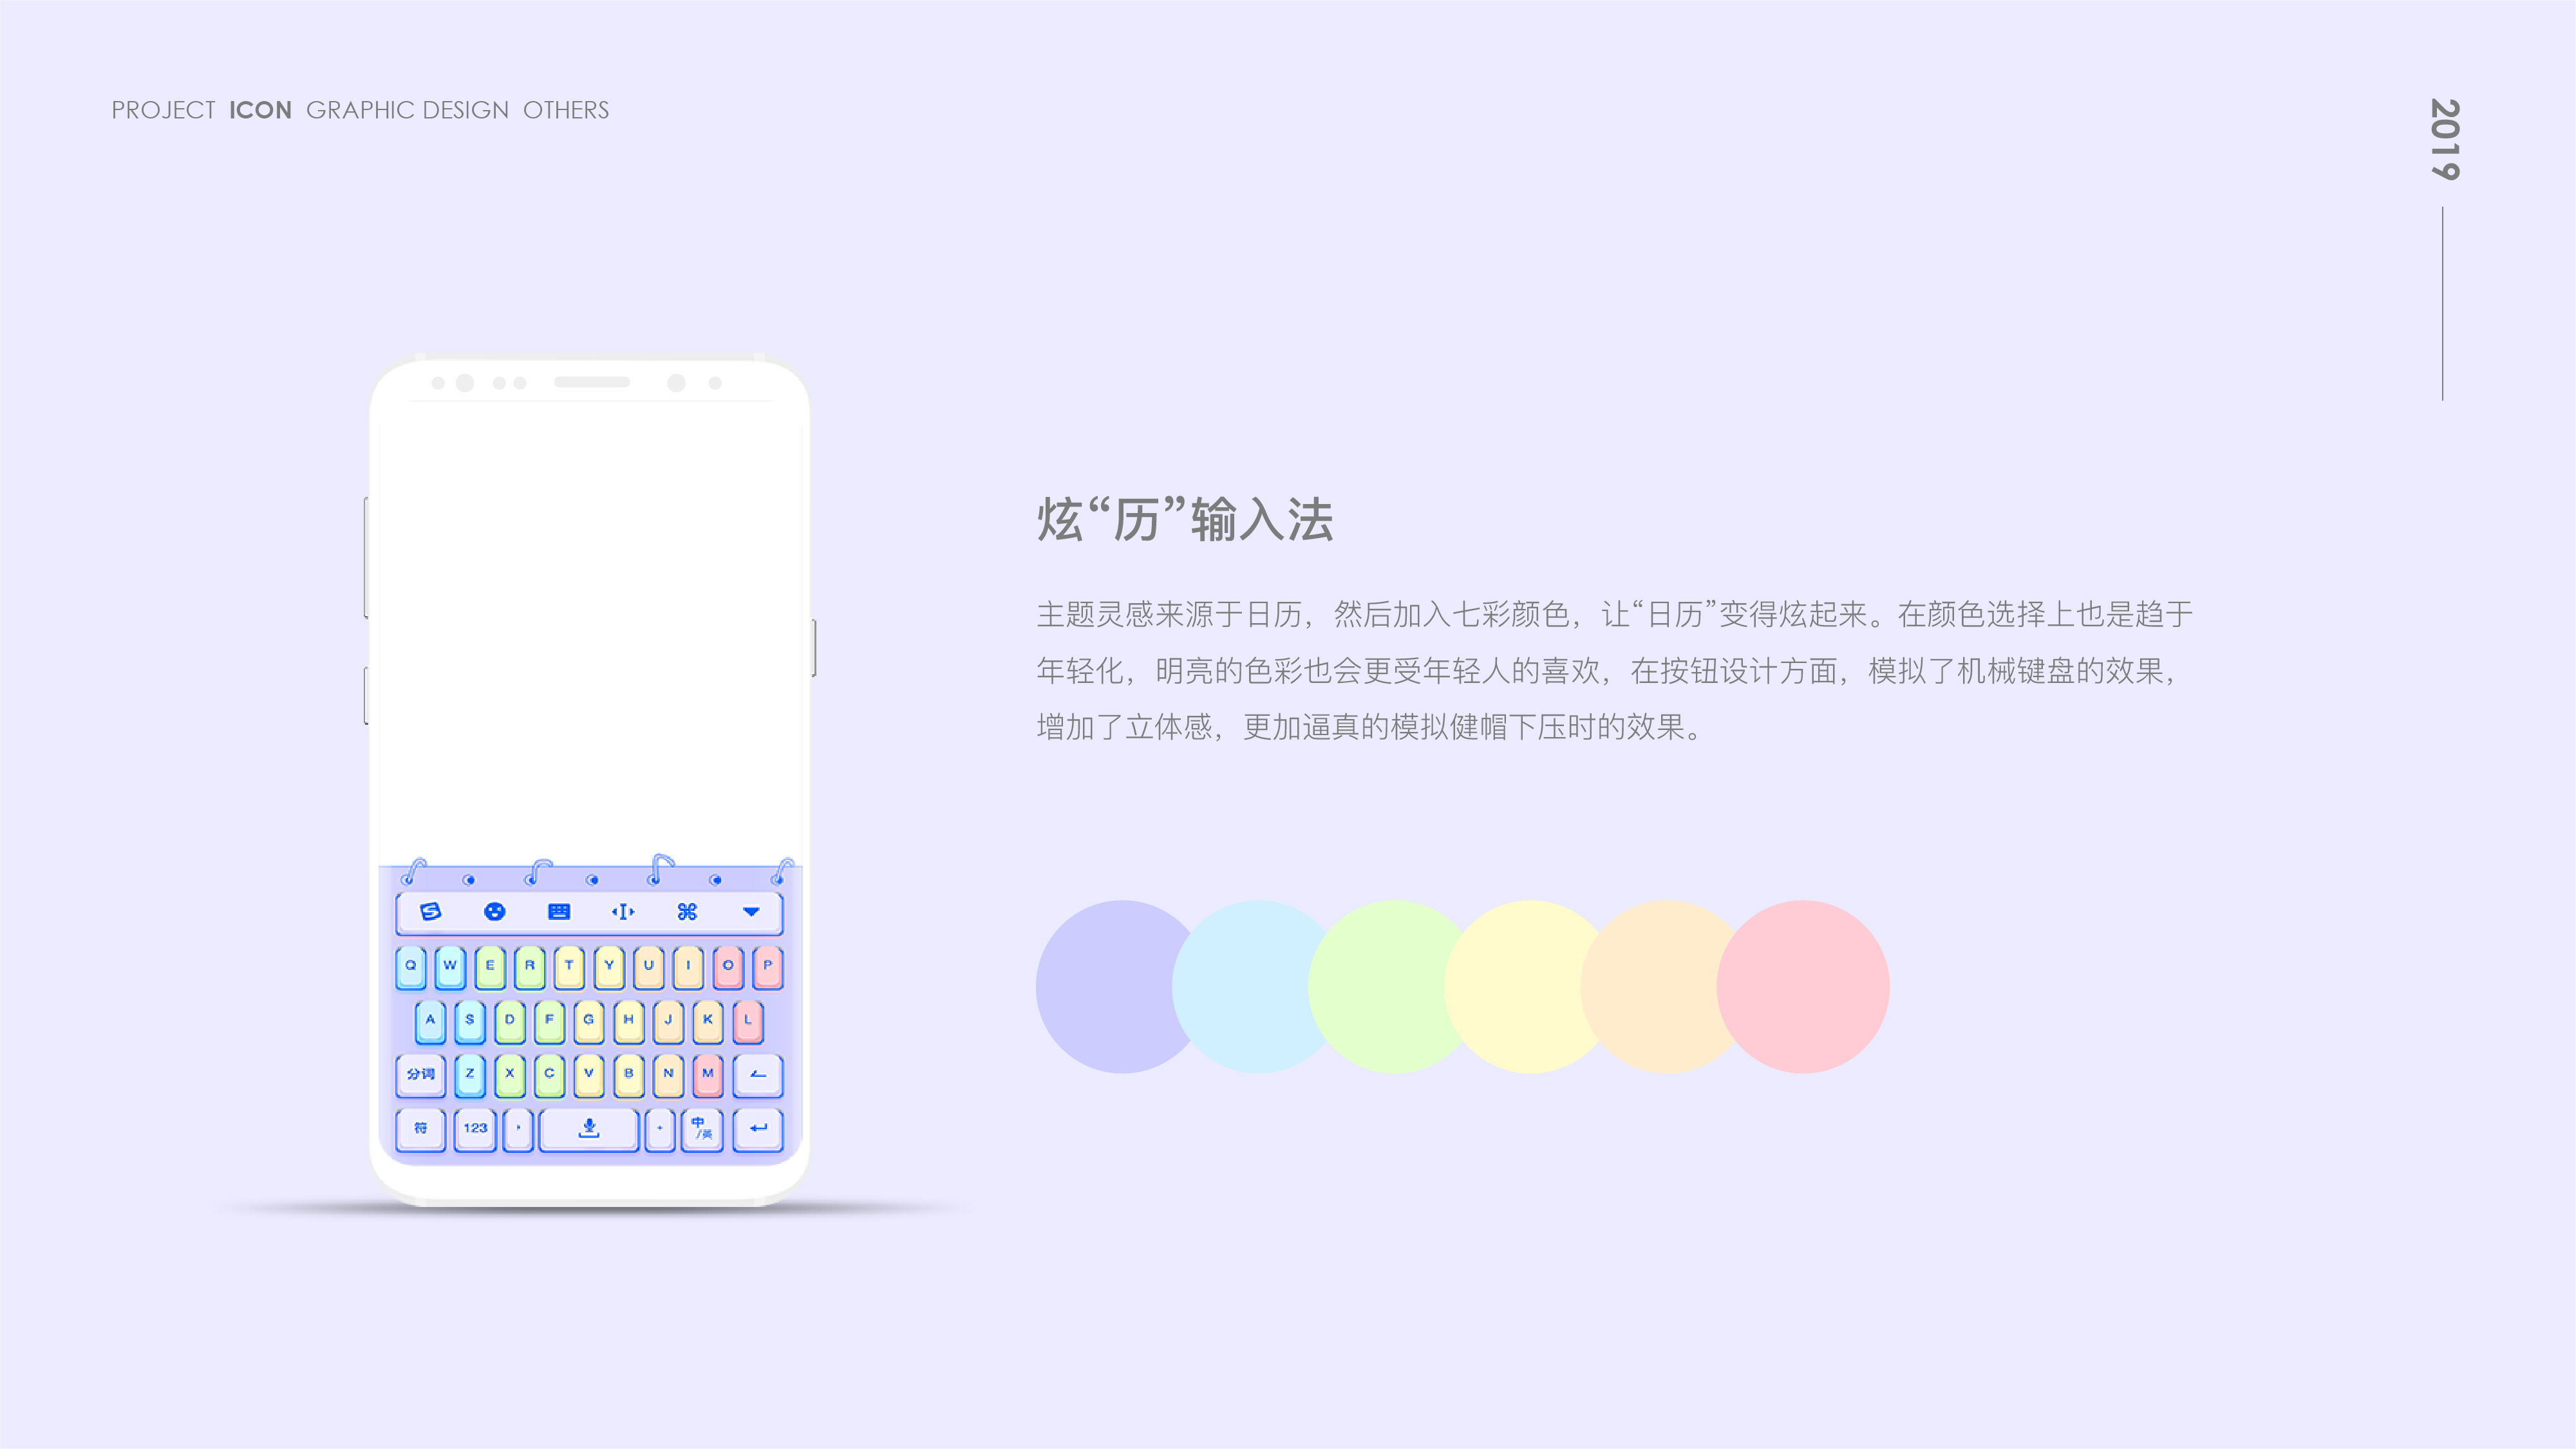 PROJECT ICON GRAPHIC DESIGN OTHERS
2019
炫“历”输入法
主题灵感来源于日历，然后加入七彩颜色，让“日历”变得炫起来。在颜色选择上也是趋于
年轻化，明亮的色彩也会更受年轻人的喜欢，在按钮设计方面，模拟了机械键盘的效果，
增加了立体感，更加逼真的模拟健帽下压时的效果。
Q W E R T Y U I O P
A S D F G H J K L
分词 Z X C V B N M
符 123 中/英